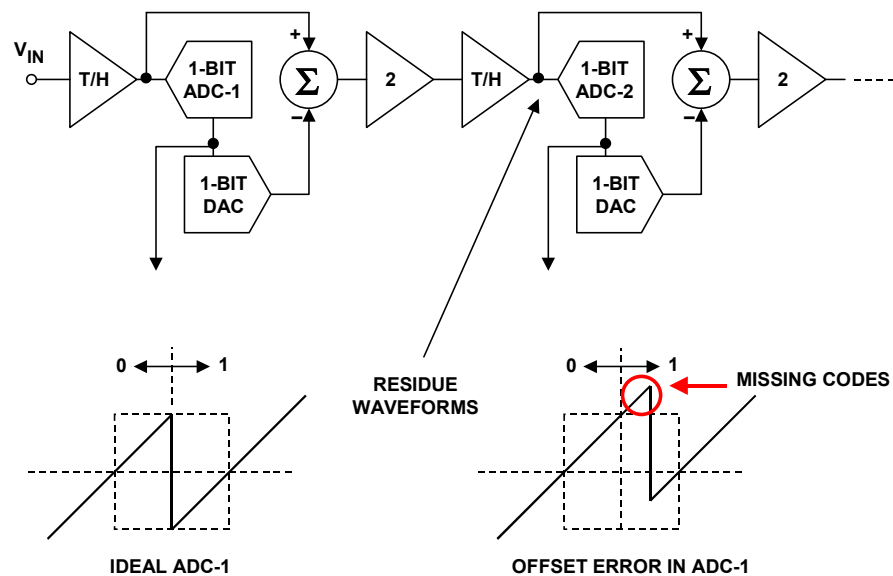 V_IN
T/H
1-BIT
ADC-1
+
Σ
–
2
T/H
1-BIT
ADC-2
+
Σ
–
2
1-BIT
DAC
1-BIT
DAC
RESIDUE
WAVEFORMS
0
1
0
1
MISSING CODES
IDEAL ADC-1
OFFSET ERROR IN ADC-1